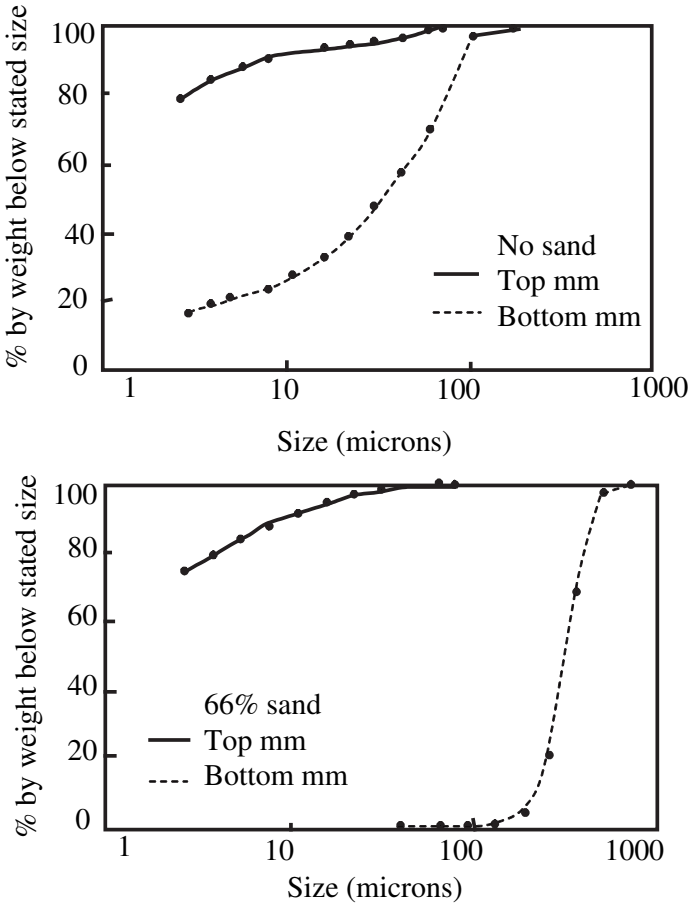 % by weight below stated size
100
80
60
40
20
0
No sand
Top mm
Bottom mm
1 10 100 1000
Size (microns)
% by weight below stated size
100
80
60
40
20
0
66% sand
Top mm
Bottom mm
1 10 100 1000
Size (microns)